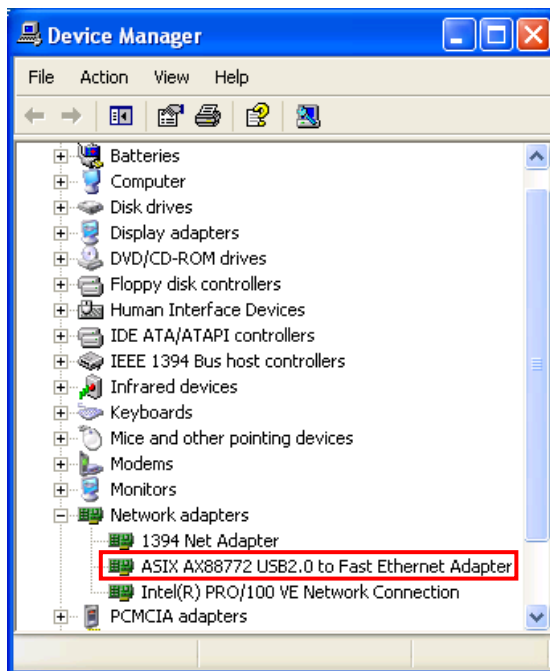 Device Manager
File Action View Help
Batteries
Computer
Disk drives
Display adapters
DVD/CD-ROM drives
Floppy disk controllers
Human Interface Devices
IDE ATA/ATAPI controllers
IEEE 1394 Bus host controllers
Infrared devices
Keyboards
Mice and other pointing devices
Modems
Monitors
Network adapters
1394 Net Adapter
ASIX AX88772 USB2.0 to Fast Ethernet Adapter
Intel(R) PRO/100 VE Network Connection
PCMCIA adapters